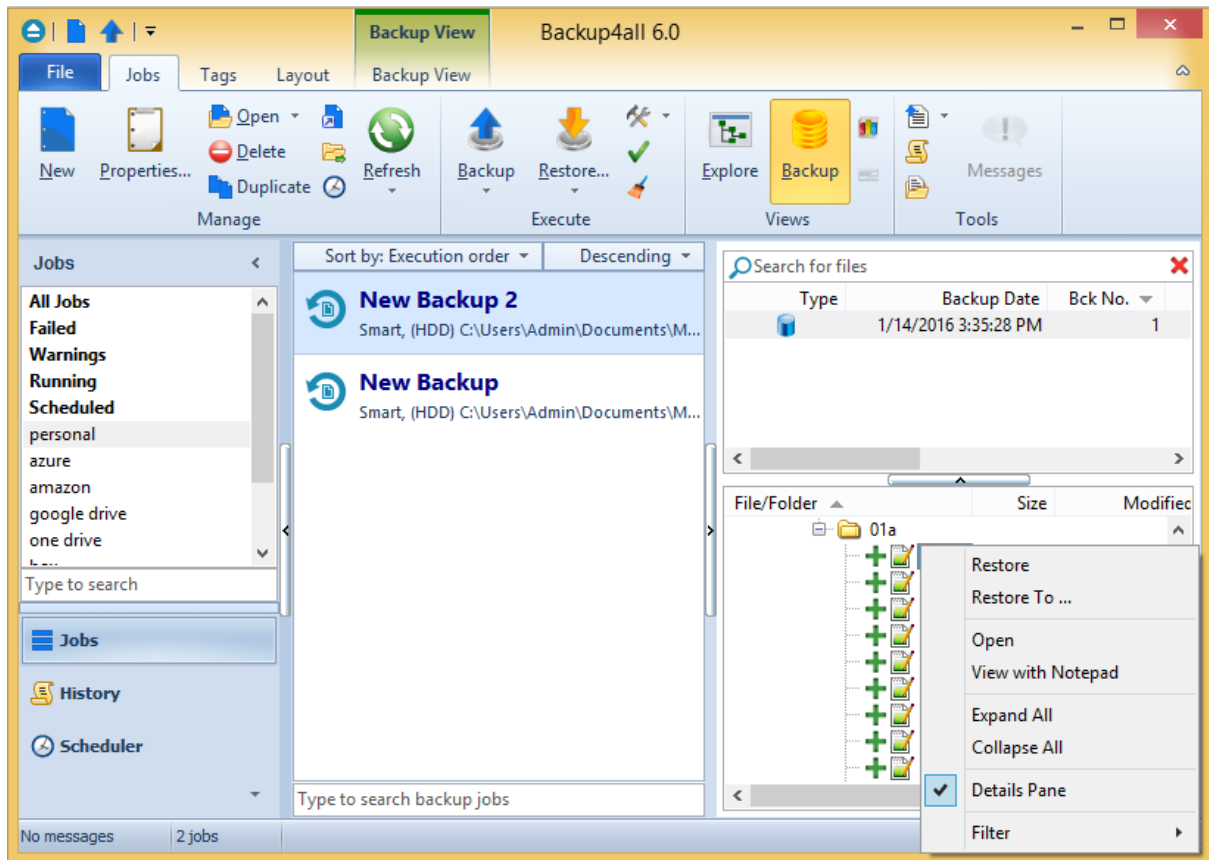 Backup View
Backup4all 6.0
File
Jobs
Tags
Layout
Backup View
New
Properties...
Open
Delete
Duplicate
Refresh
Manage
Backup
Restore...
Execute
Explore
Backup
Views
Messages
Tools
Jobs
All Jobs
Failed
Warnings
Running
Scheduled
personal
azure
amazon
google drive
one drive
Type to search
Jobs
History
Scheduler
Sort by: Execution order
Descending
New Backup 2
Smart, (HDD) C:\Users\Admin\Documents\M...
New Backup
Smart, (HDD) C:\Users\Admin\Documents\M...
Type to search backup jobs
Search for files
Type Backup Date Bck No.
1/14/2016 3:35:28 PM 1
File/Folder Size Modified
01a
Restore
Restore To ...
Open
View with Notepad
Expand All
Collapse All
Details Pane
Filter
No messages
2 jobs